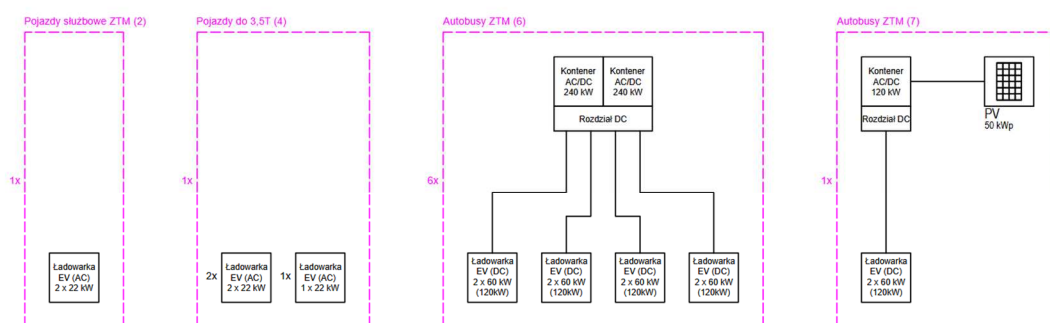 Pojazdy służbowe ZTM (2)
1x
Ładowarka
EV (AC)
2 x 22 kW
Pojazdy do 3,5T (4)
1x
2x
Ładowarka
EV (AC)
2 x 22 kW
1x
Ładowarka
EV (AC)
1 x 22 kW
Autobusy ZTM (6)
6x
Kontener
AC/DC
240 kW
Kontener
AC/DC
240 kW
Rozdział DC
Ładowarka
EV (DC)
2 x 60 kW
(120kW)
Ładowarka
EV (DC)
2 x 60 kW
(120kW)
Ładowarka
EV (DC)
2 x 60 kW
(120kW)
Ładowarka
EV (DC)
2 x 60 kW
(120kW)
Autobusy ZTM (7)
1x
Kontener
AC/DC
120 kW
Rozdział DC
PV
50 kWp
Ładowarka
EV (DC)
2 x 60 kW
(120kW)